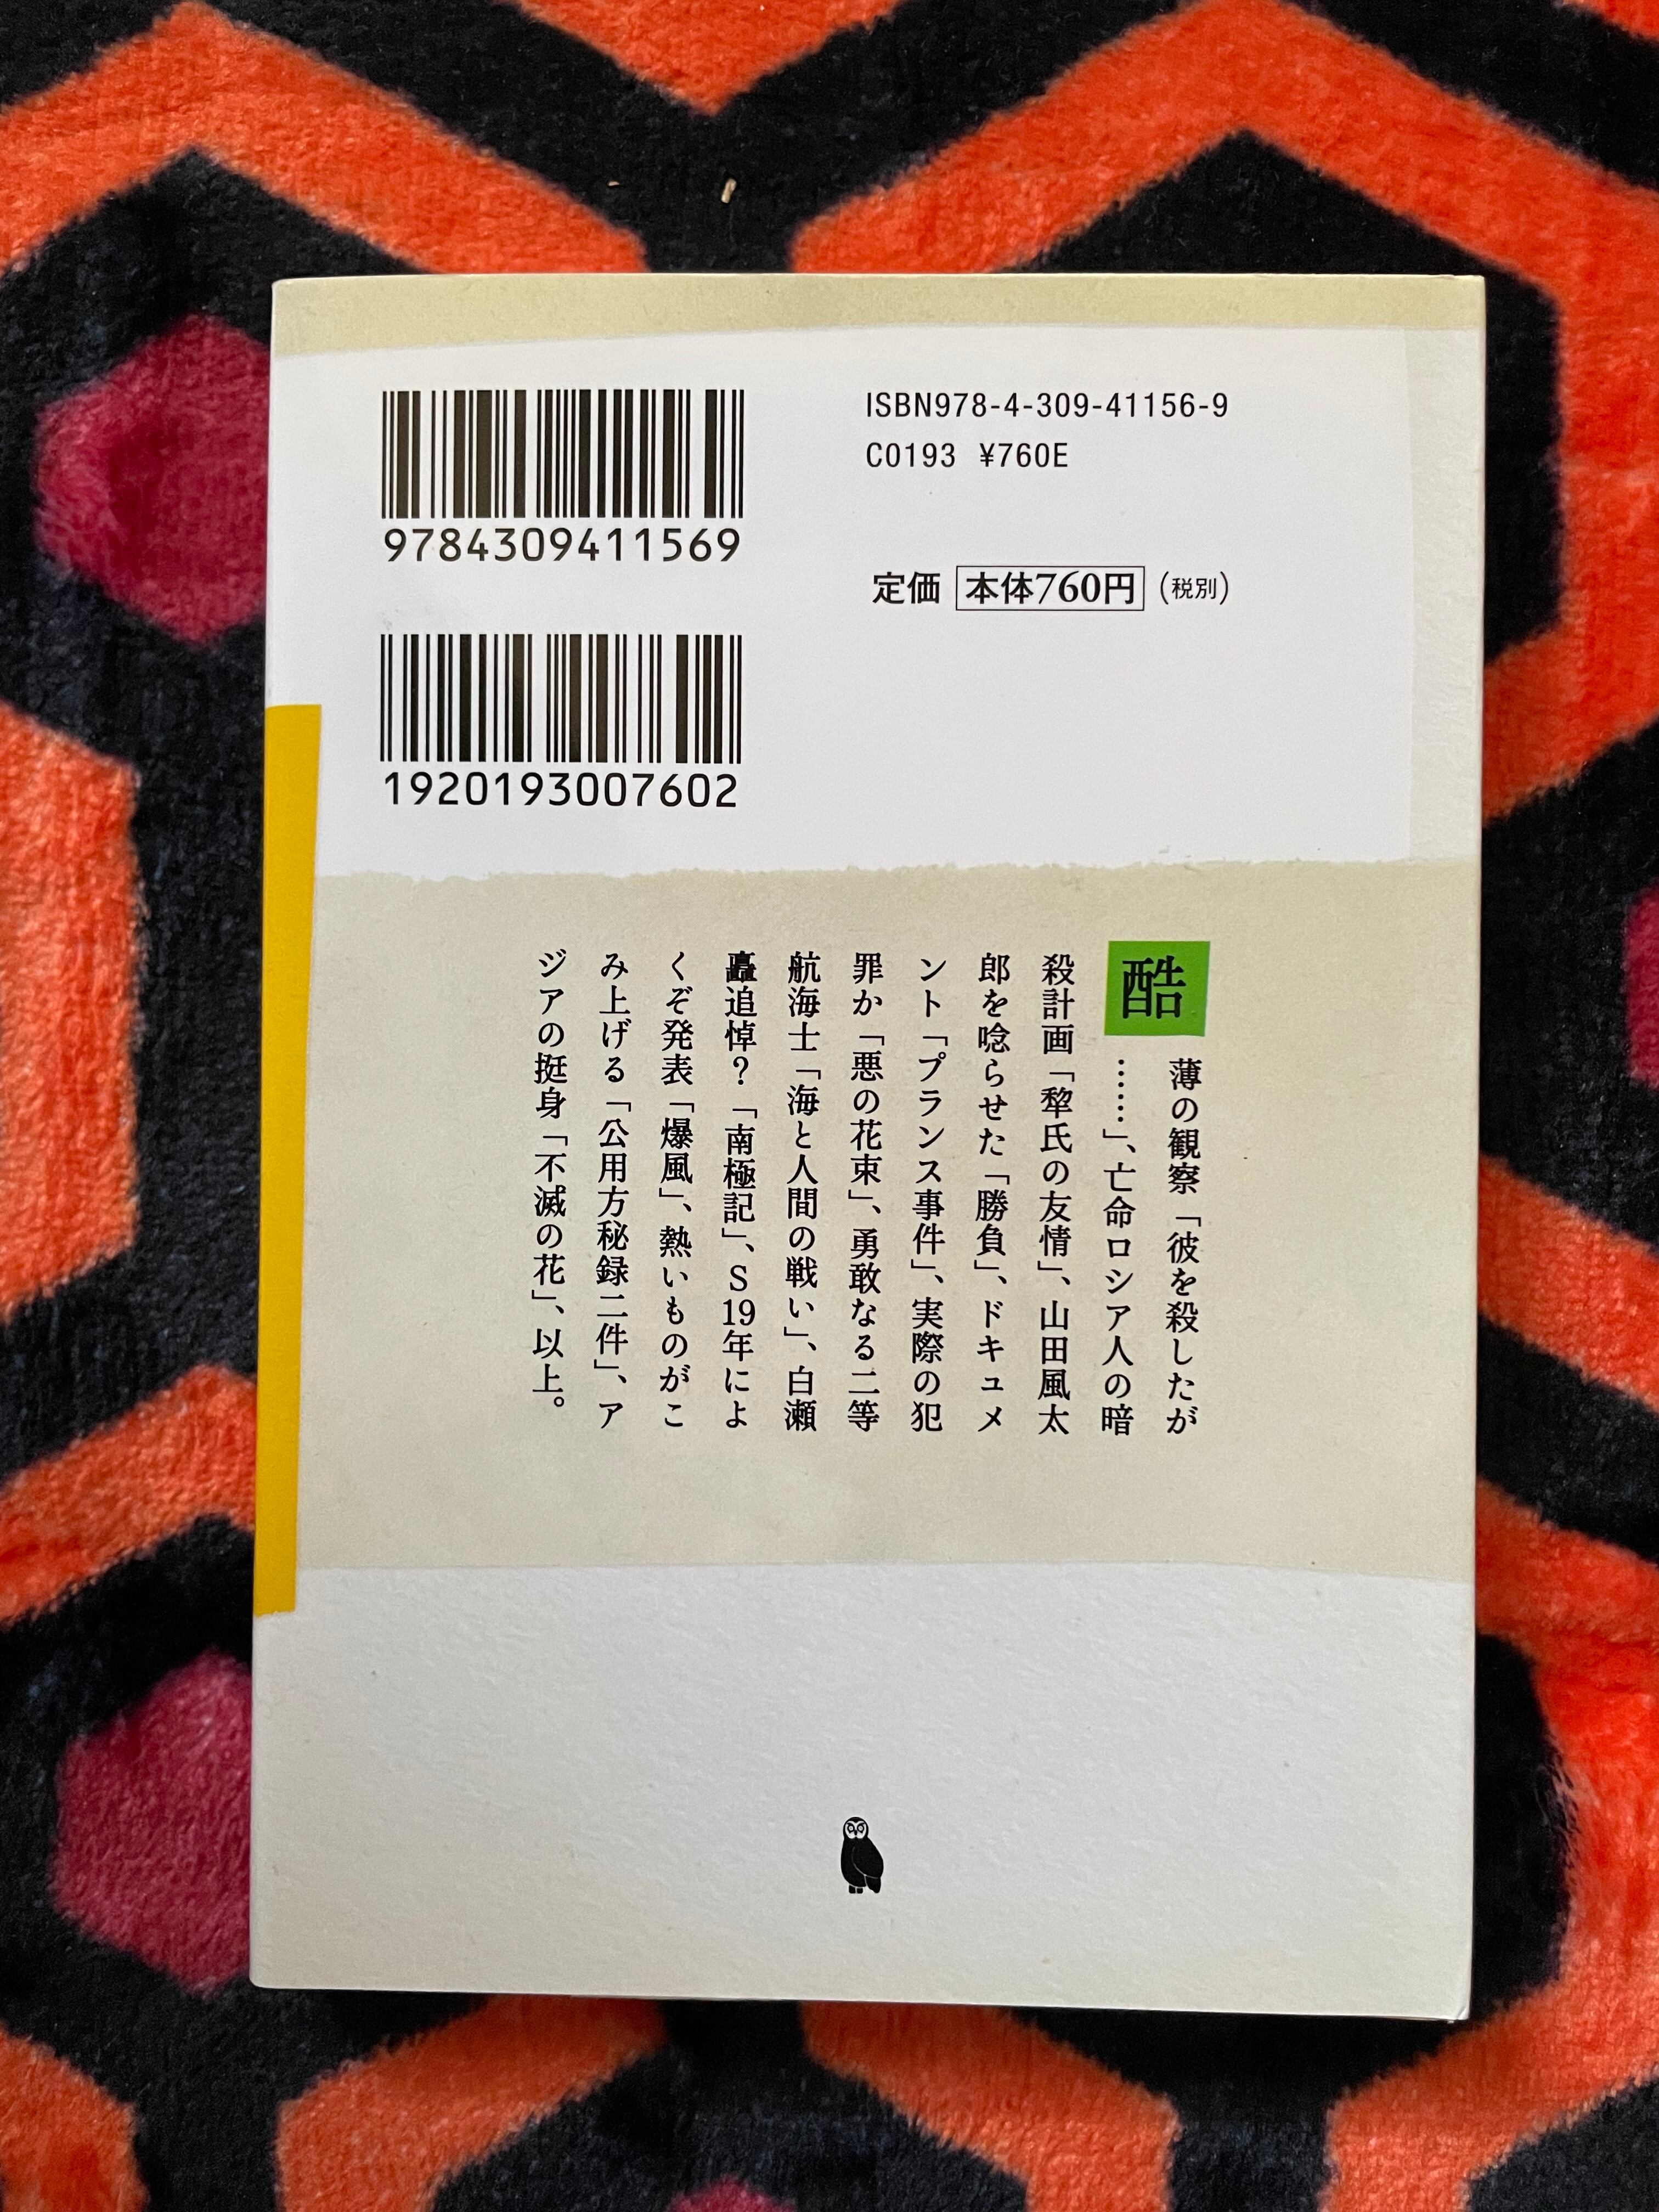 9784309411569
1920193007602
ISBN978-4-309-41156-9
C0193 ¥760E
定価 本体760円 (税別)
酷薄の観察「彼を殺したが
……」、亡命ロシア人の暗
殺計画「犂氏の友情」、山田風太
郎を唸らせた「勝負」、ドキュメ
ント「プランス事件」、実際の犯
罪か「悪の花束」、勇敢なる二等
航海士「海と人間の戦い」、白瀬
矗追悼？「南極記」、S19年によ
くぞ発表「爆風」、熱いものがこ
み上げる「公用方秘録二件」、ア
ジアの挺身「不滅の花」、以上。